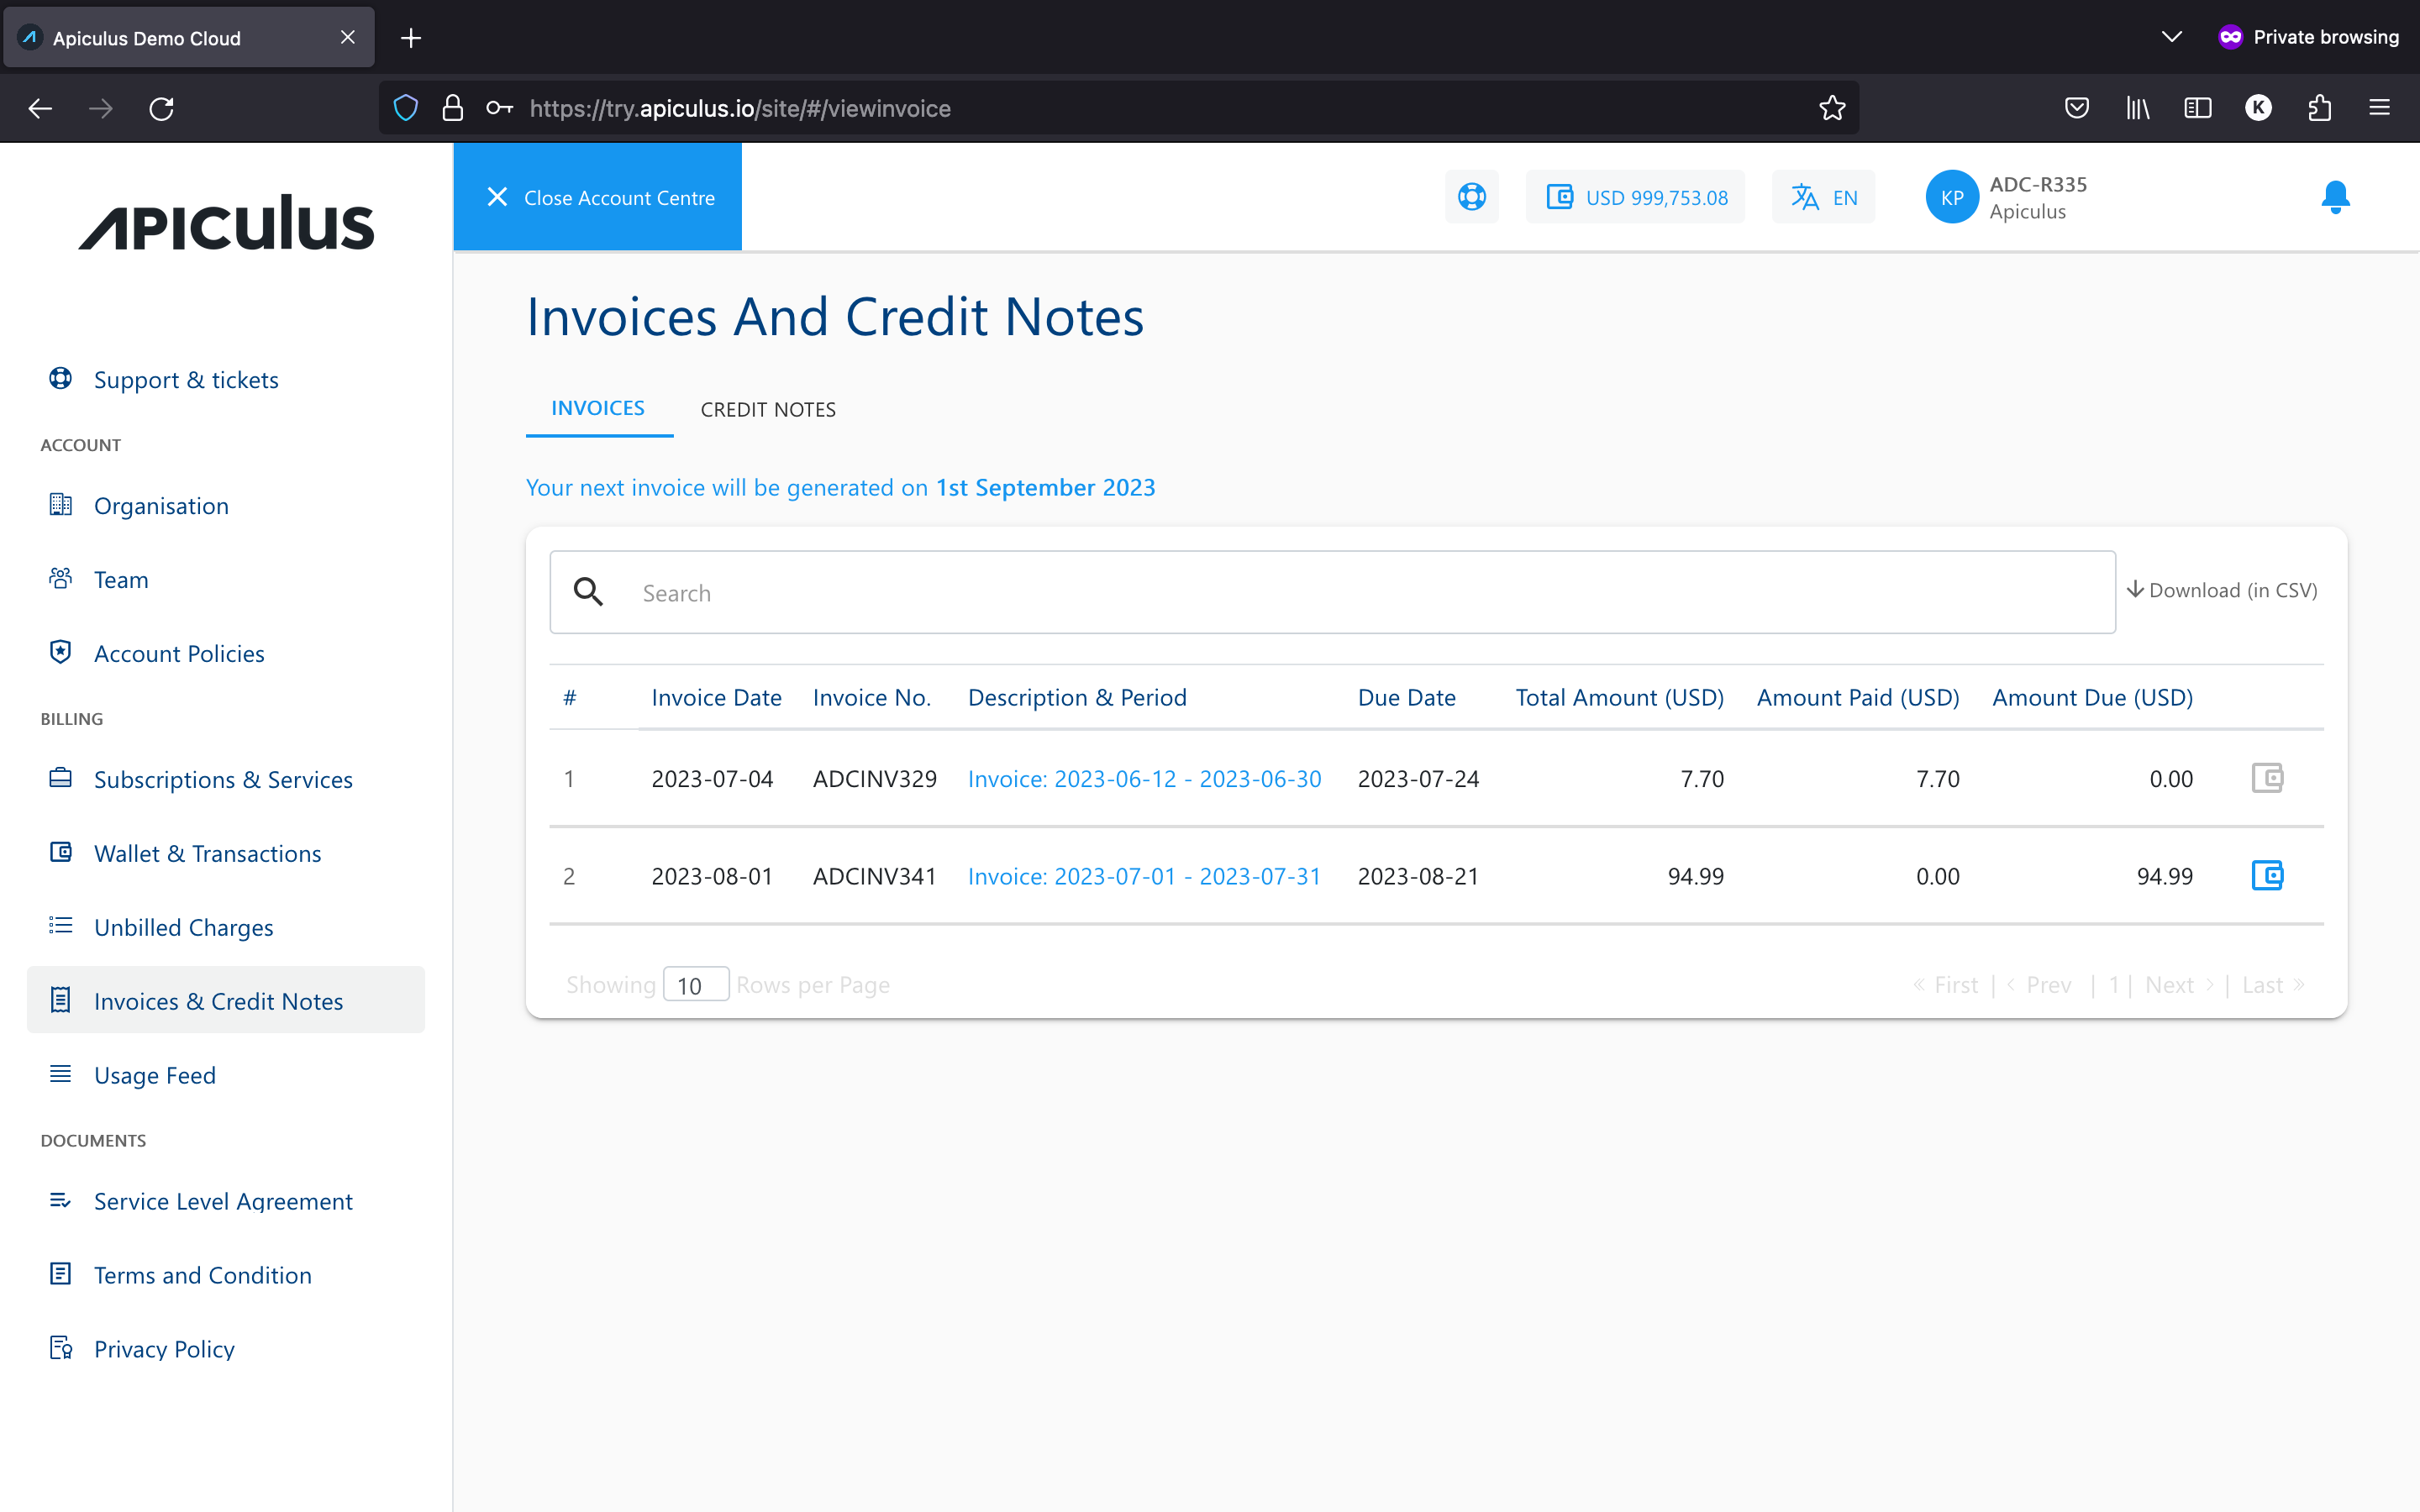 Apiculus Demo Cloud
Private browsing
https://try.apiculus.io/site/#/viewinvoice
K
APICULUS
Close Account Centre
USD 999,753.08
EN
KP
ADC-R335
Apiculus
Support & tickets
ACCOUNT
Organisation
Team
Account Policies
BILLING
Subscriptions & Services
Wallet & Transactions
Unbilled Charges
Invoices & Credit Notes
Usage Feed
DOCUMENTS
Service Level Agreement
Terms and Condition
Privacy Policy
Invoices And Credit Notes
INVOICES CREDIT NOTES
Your next invoice will be generated on 1st September 2023
Search
Download (in CSV)
# Invoice Date Invoice No. Description & Period Due Date Total Amount (USD) Amount Paid (USD) Amount Due (USD)
1 2023-07-04 ADCINV329 Invoice: 2023-06-12 - 2023-06-30 2023-07-24 7.70 7.70 0.00
2 2023-08-01 ADCINV341 Invoice: 2023-07-01 - 2023-07-31 2023-08-21 94.99 0.00 94.99
Showing 10 Rows per Page
« First | ‹ Prev | 1 | Next › | Last »